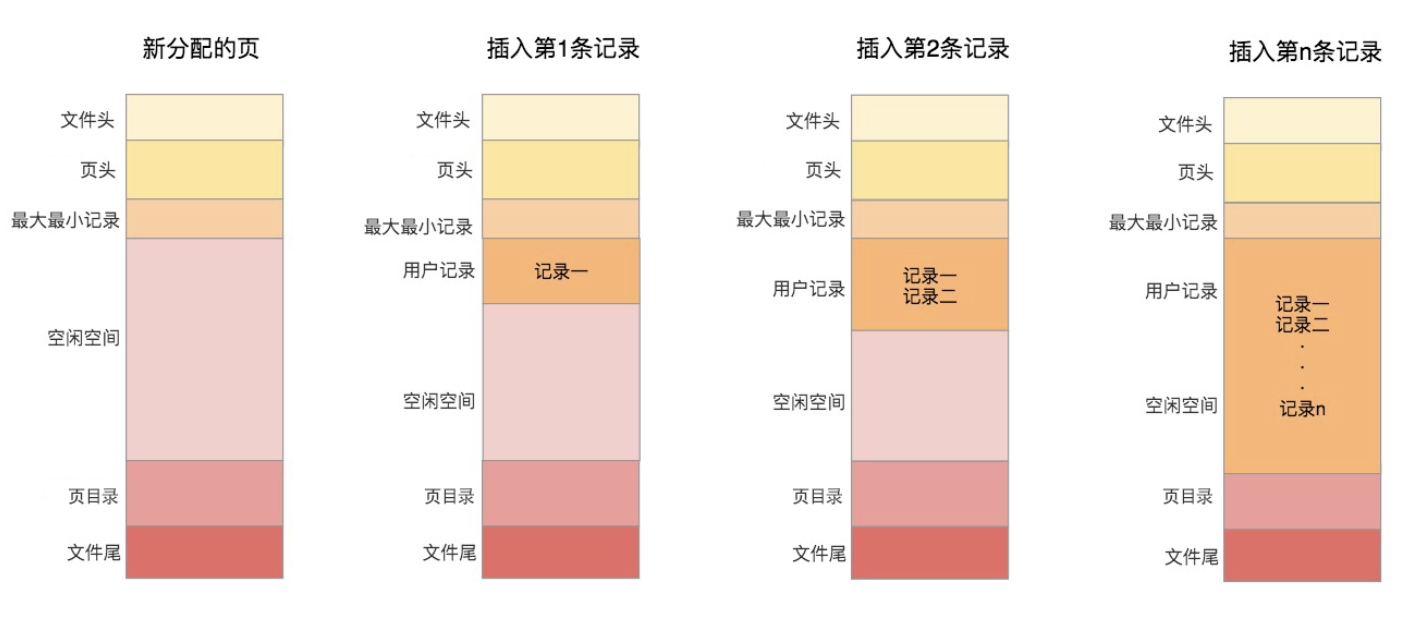 新分配的页
文件头
页头
最大最小记录
空闲空间
页目录
文件尾
插入第1条记录
文件头
页头
最大最小记录
用户记录
记录一
空闲空间
页目录
文件尾
插入第2条记录
文件头
页头
最大最小记录
用户记录
记录一
记录二
空闲空间
页目录
文件尾
插入第n条记录
文件头
页头
最大最小记录
用户记录
记录一
记录二
.
.
.
记录n
空闲空间
页目录
文件尾